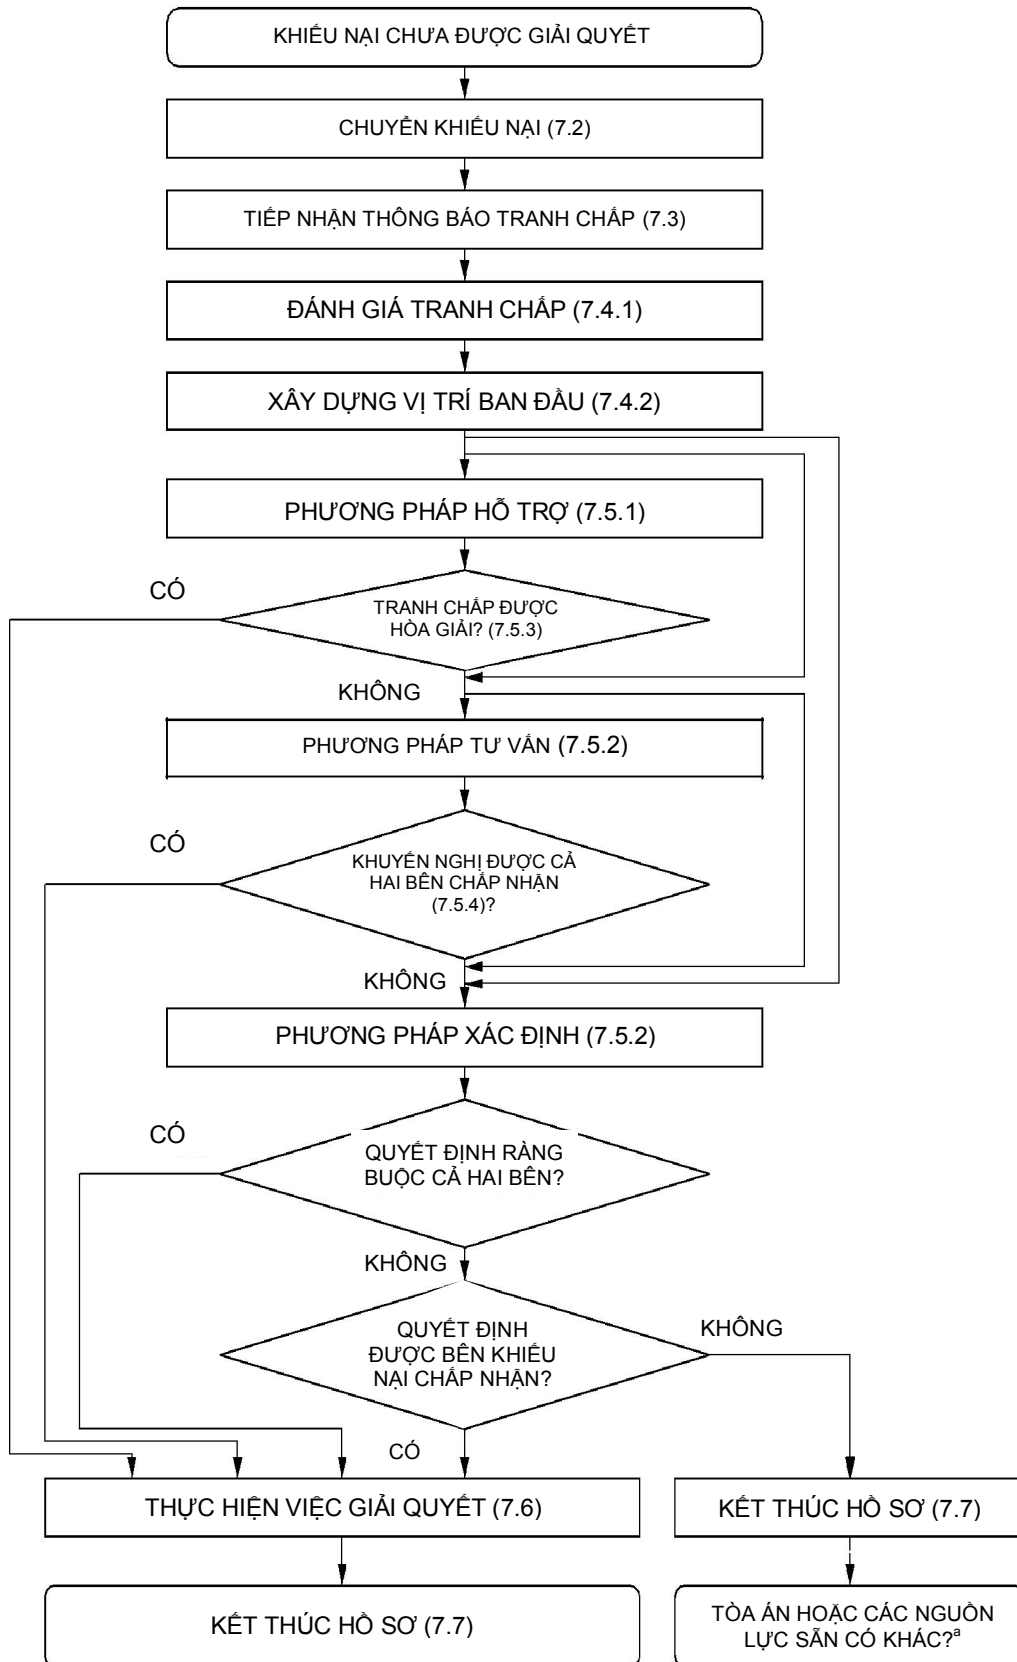 KHIẾU NẠI CHƯA ĐƯỢC GIẢI QUYẾT
CHUYỂN KHIẾU NẠI (7.2)
TIẾP NHẬN THÔNG BÁO TRANH CHẤP (7.3)
ĐÁNH GIÁ TRANH CHẤP (7.4.1)
XÂY DỰNG VỊ TRÍ BAN ĐẦU (7.4.2)
PHƯƠNG PHÁP HỖ TRỢ (7.5.1)
CÓ
TRANH CHẤP ĐƯỢC
HÒA GIẢI? (7.5.3)
KHÔNG
PHƯƠNG PHÁP TƯ VẤN (7.5.2)
CÓ
KHUYẾN NGHỊ ĐƯỢC CẢ
HAI BÊN CHẤP NHẬN
(7.5.4)?
KHÔNG
PHƯƠNG PHÁP XÁC ĐỊNH (7.5.2)
CÓ
QUYẾT ĐỊNH RÀNG
BUỘC CẢ HAI BÊN?
KHÔNG
QUYẾT ĐỊNH
ĐƯỢC BÊN KHIẾU
NẠI CHẤP NHẬN?
KHÔNG
CÓ
THỰC HIỆN VIỆC GIẢI QUYẾT (7.6)
KẾT THÚC HỒ SƠ (7.7)
KẾT THÚC HỒ SƠ (7.7)
TÒA ÁN HOẶC CÁC NGUỒN
LỰC SẴN CÓ KHÁC?ᵃ